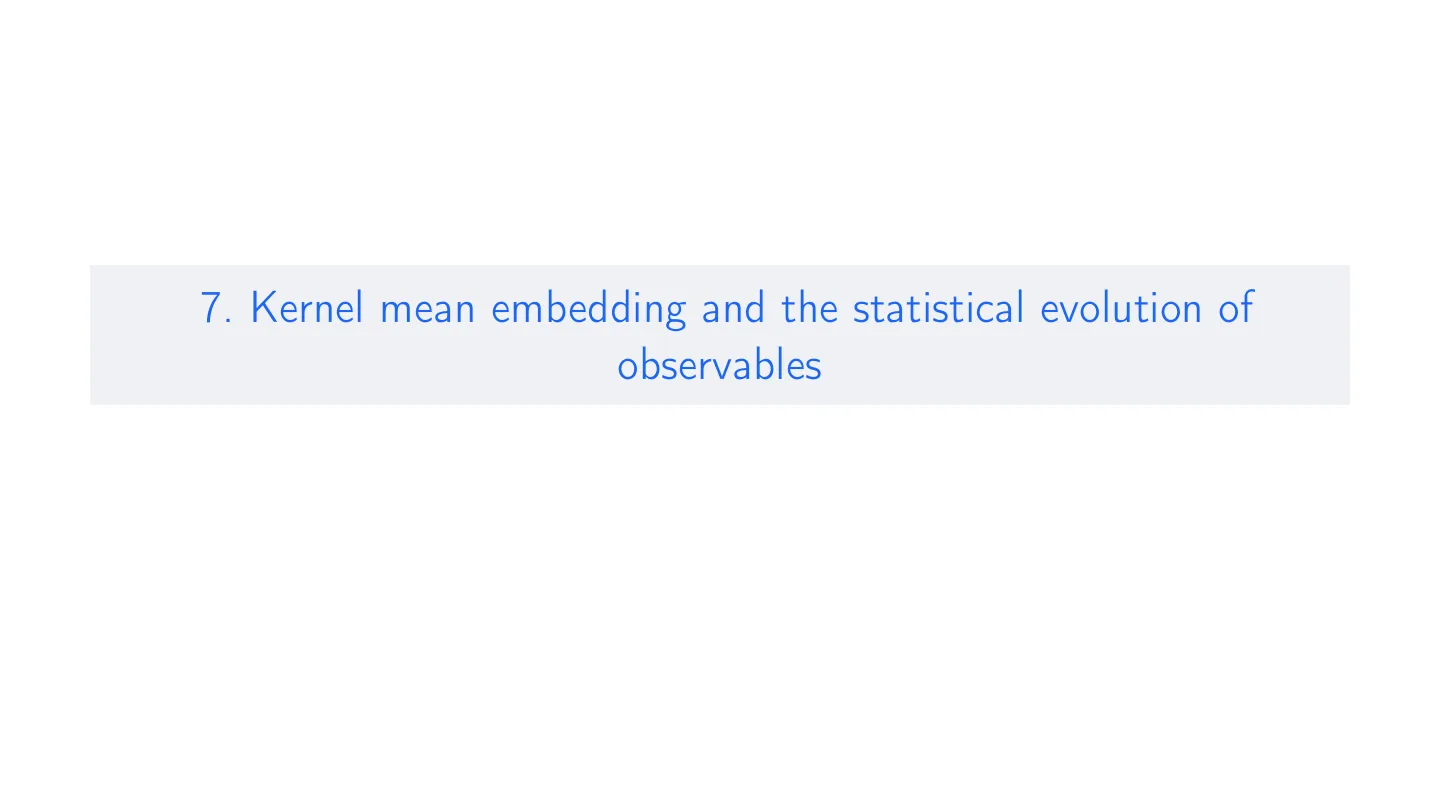 7. Kernel mean embedding and the statistical evolution of
observables